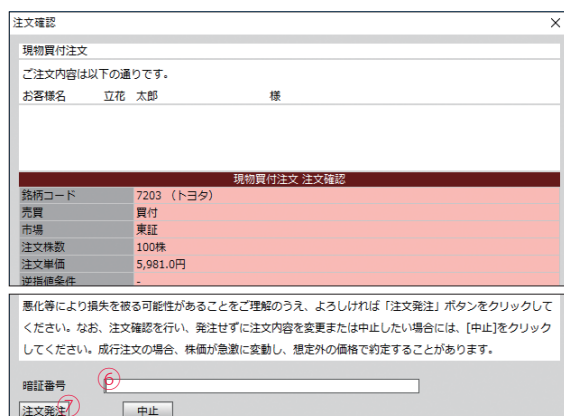 注文確認 ×
現物買付注文
ご注文内容は以下の通りです。
お客様名 立花 太郎 様
現物買付注文 注文確認
銘柄コード 7203 （トヨタ）
売買 買付
市場 東証
注文株数 100株
注文単価 5,981.0円
逆指値条件 -
悪化等により損失を被る可能性があることをご理解のうえ、よろしければ「注文発注」ボタンをクリックして
ください。なお、注文確認を行い、発注せずに注文内容を変更または中止したい場合には、[中止]をクリック
してください。成行注文の場合、株価が急激に変動し、想定外の価格で約定することがあります。
暗証番号 ⑥
注文発注 ⑦ 中止